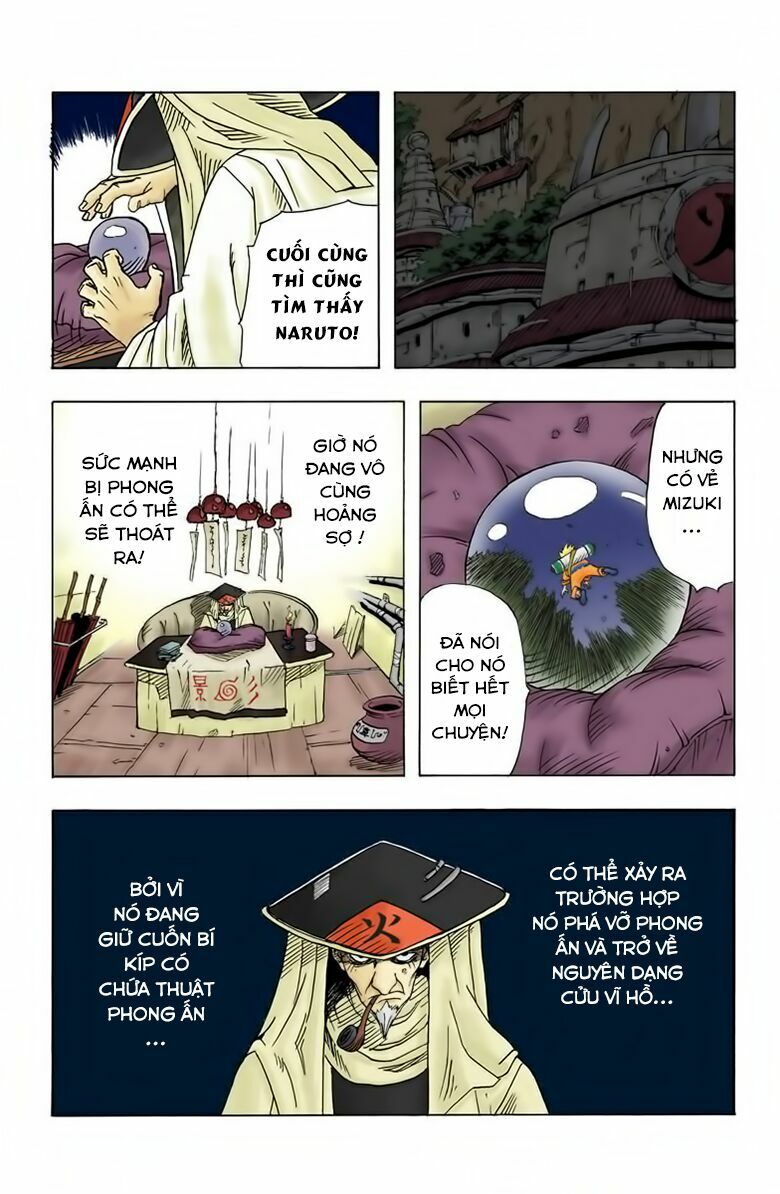 火
CUỐI CÙNG
THÌ CŨNG
TÌM THẤY
NARUTO!
NHƯNG
CÓ VẺ
MIZUKI
...
ĐÃ NÓI
CHO NÓ
BIẾT HẾT
MỌI
CHUYỆN!
GIỜ NÓ
ĐANG VÔ
CÙNG
HOẢNG
SỢ !
SỨC MẠNH
BỊ PHONG
ẤN CÓ THỂ
SẼ THOÁT
RA!
景
CÓ THỂ XẢY RA
TRƯỜNG HỢP
NÓ PHÁ VỠ PHONG
ẤN VÀ TRỞ VỀ
NGUYÊN DẠNG
CỬU VĨ HỒ...
BỞI VÌ
NÓ ĐANG
GIỮ CUỐN BÍ
KÍP CÓ
CHỨA THUẬT
PHONG ẤN
...
火